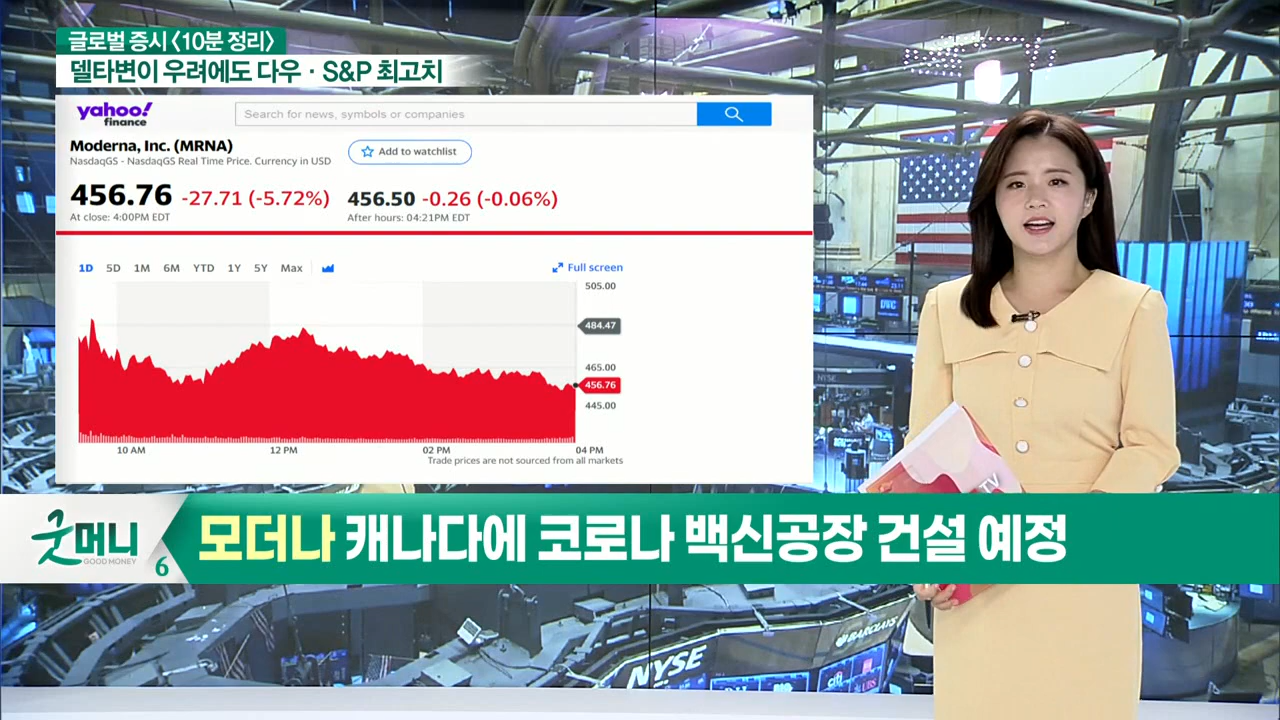 글로벌 증시 <10분 정리>
델타변이 우려에도 다우·S&P 최고치
yahoo!
finance
Search for news, symbols or companies
Moderna, Inc. (MRNA)
NasdaqGS - NasdaqGS Real Time Price. Currency in USD
Add to watchlist
456.76 -27.71 (-5.72%)
At close: 4:00PM EDT
456.50 -0.26 (-0.06%)
After hours: 04:21PM EDT
1D 5D 1M 6M YTD 1Y 5Y Max
Full screen
505.00
484.47
465.00
456.76
445.00
10 AM 12 PM 02 PM 04 PM
Trade prices are not sourced from all markets
TV
굿머니
GOOD MONEY
6
모더나 캐나다에 코로나 백신공장 건설 예정
NYSE
BARCLAYS
citi
UBS
NYSE